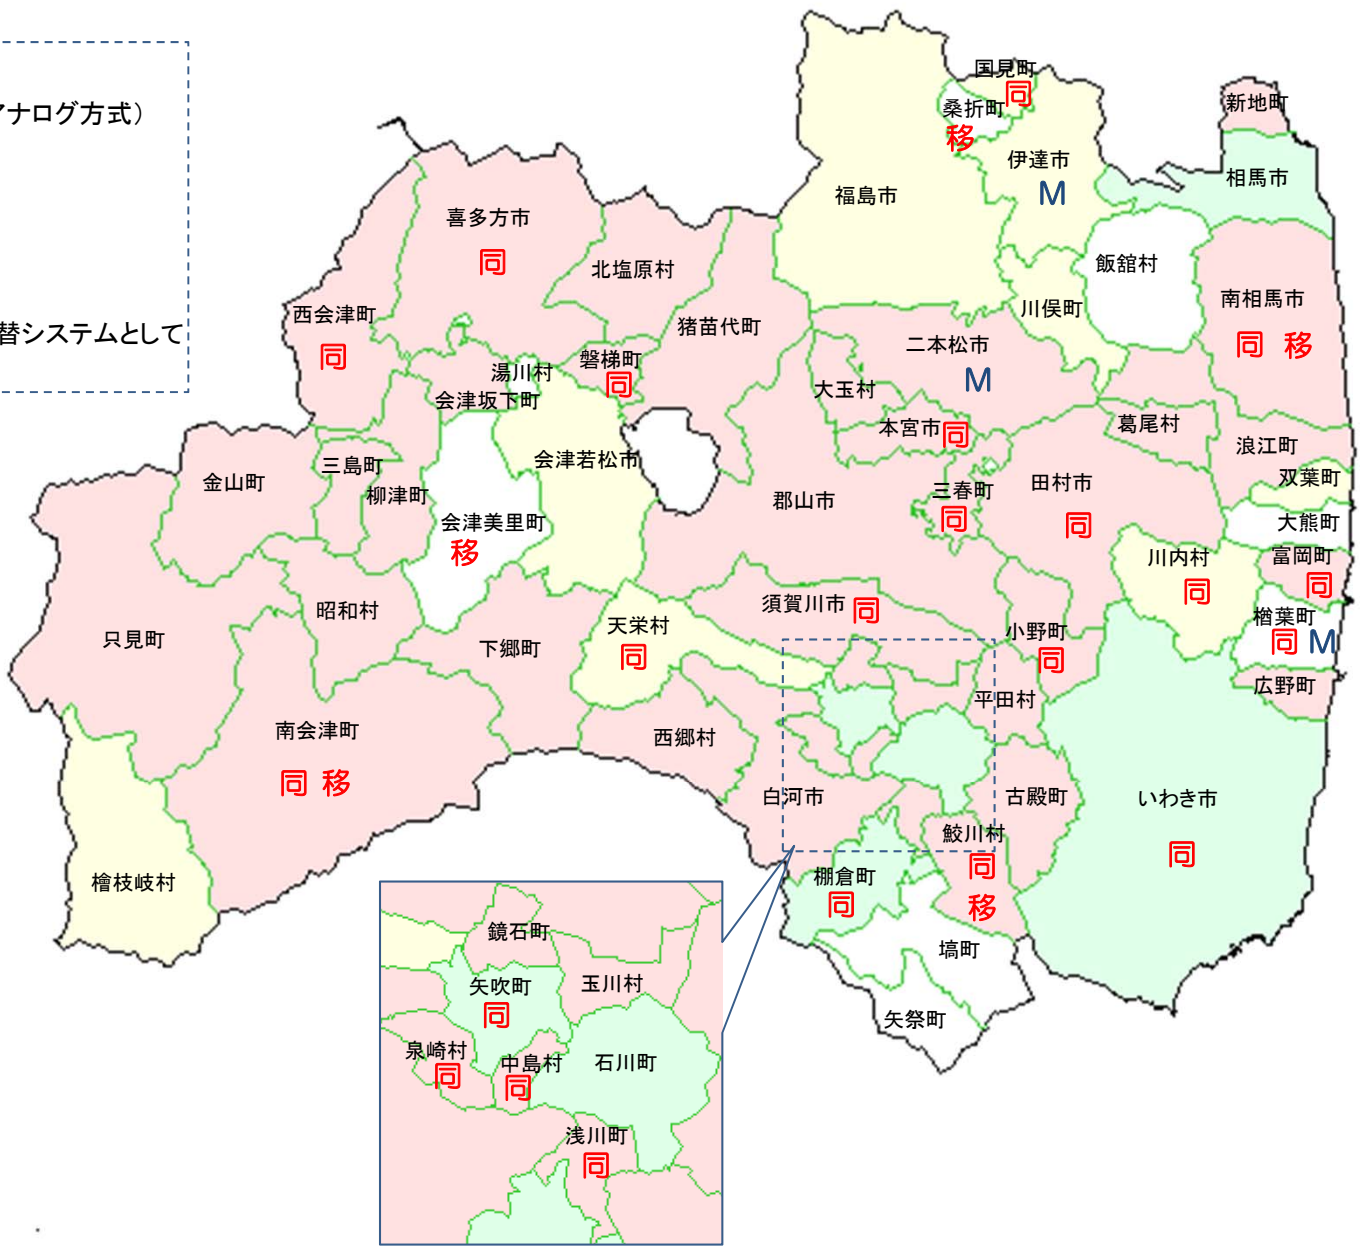 アナログ方式）
替システムとして
国見町
同
桑折町
移
新地町
伊達市
M
相馬市
福島市
喜多方市
同
北塩原村
飯舘村
川俣町
南相馬市
同 移
西会津町
同
猪苗代町
二本松市
M
磐梯町
同
湯川村
会津坂下町
大玉村
本宮市 同
葛尾村
浪江町
会津若松市
三島町
金山町
柳津町
双葉町
郡山市
三春町
同
田村市
同
会津美里町
移
大熊町
川内村
同
富岡町
同
須賀川市 同
昭和村
只見町
下郷町
天栄村
同
小野町
同
楢葉町
同 M
広野町
平田村
南会津町
同 移
西郷村
白河市
古殿町
いわき市
同
鮫川村
同
移
檜枝岐村
棚倉町
同
塙町
矢祭町
鏡石町
矢吹町
同
玉川村
泉崎村
同
中島村
同
石川町
浅川町
同